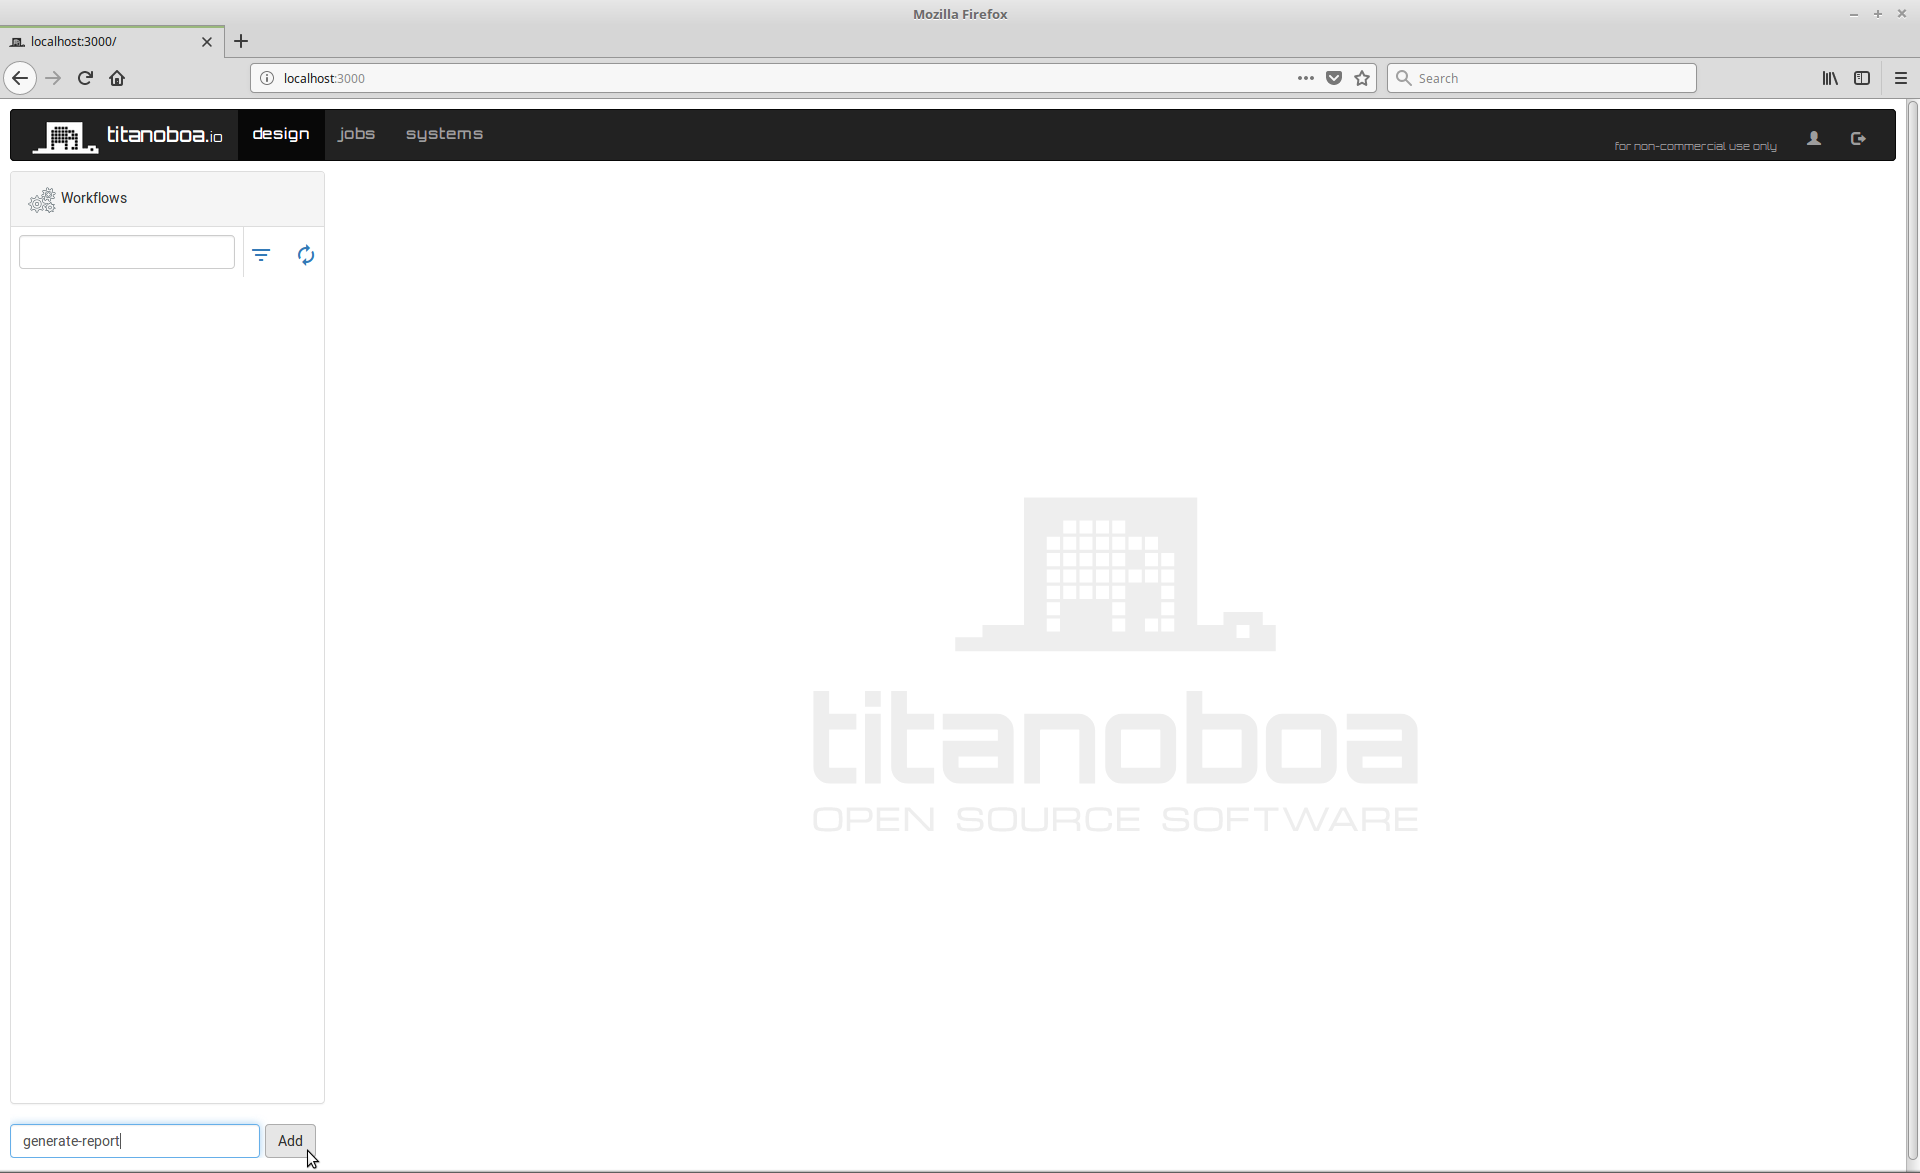 Mozilla Firefox
localhost:3000/
localhost:3000
Search
titanoboa.io
design
jobs
systems
for non-commercial use only
Workflows
titanoboa
OPEN SOURCE SOFTWARE
generate-report
Add